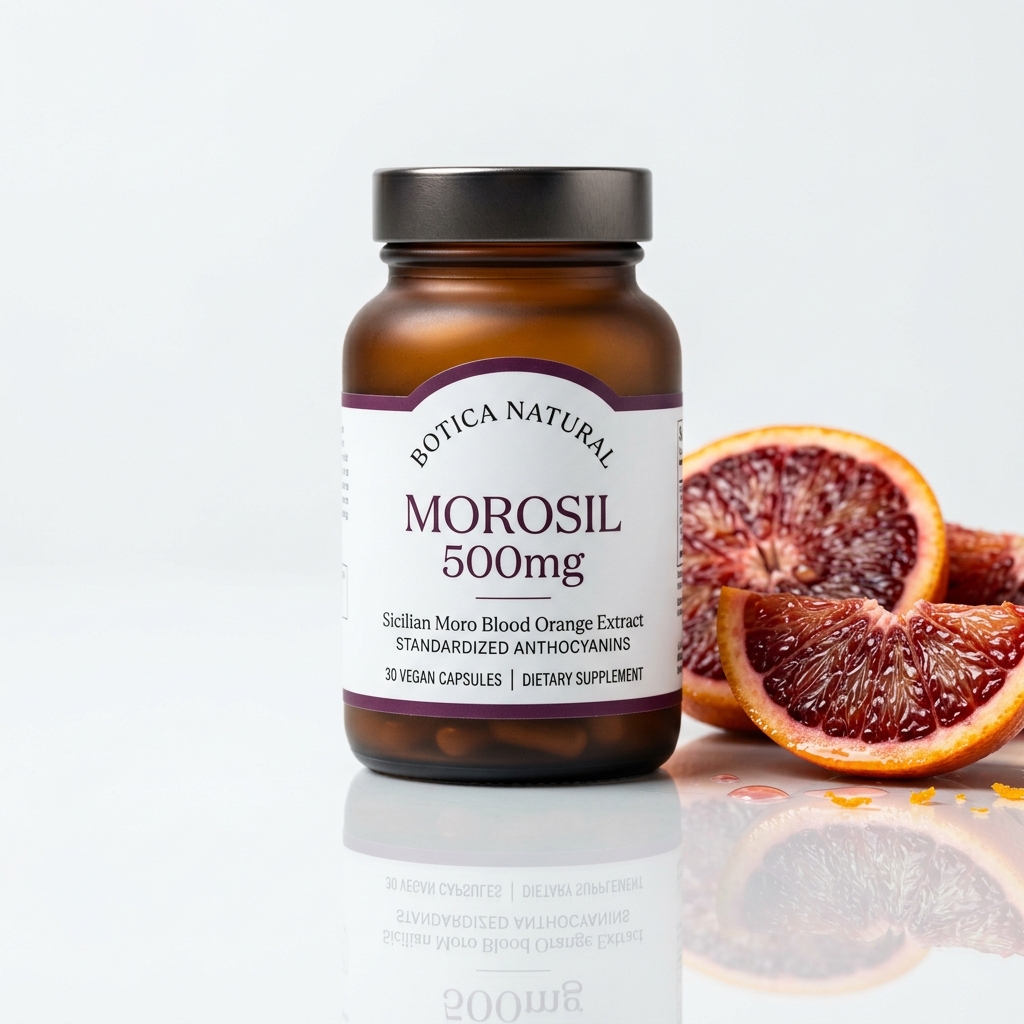 BOTICA NATURAL
MOROSIL
500mg
Sicilian Moro Blood Orange Extract
STANDARDIZED ANTHOCYANINS
30 VEGAN CAPSULES | DIETARY SUPPLEMENT